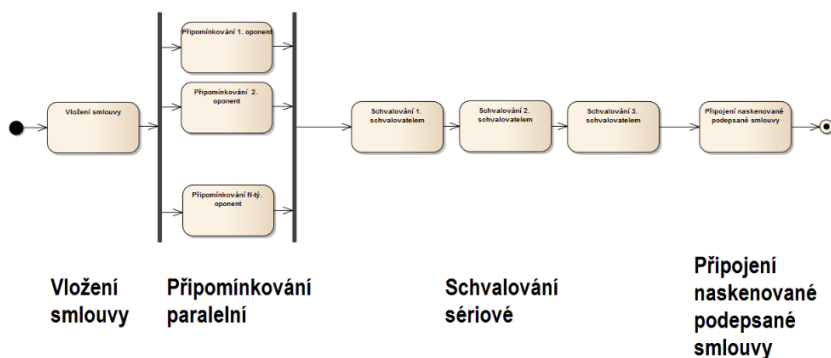 Připomínkování 1. oponent
Vložení smlouvy
Připomínkování 2.
oponent
Připomínkování N-tý.
oponent
Schvalování 1.
schvalovatelem
Schvalování 2.
schvalovatelem
Schvalování 3.
schvalovatelem
Připojení naskenované
podepsané smlouvy
Vložení
smlouvy
Připomínkování
paralelní
Schvalování
sériové
Připojení
naskenované
podepsané
smlouvy